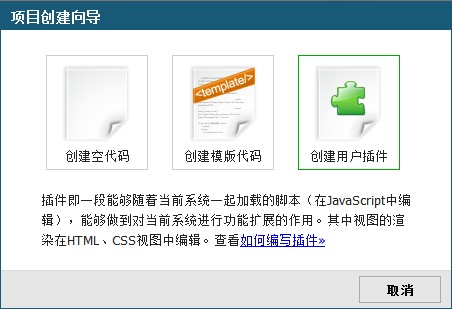 项目创建向导
<template/>
创建空代码
创建模版代码
创建用户插件
插件即一段能够随着当前系统一起加载的脚本（在JavaScript中编
辑），能够做到对当前系统进行功能扩展的作用。其中视图的渲
染在HTML、CSS视图中编辑。查看如何编写插件»
取消